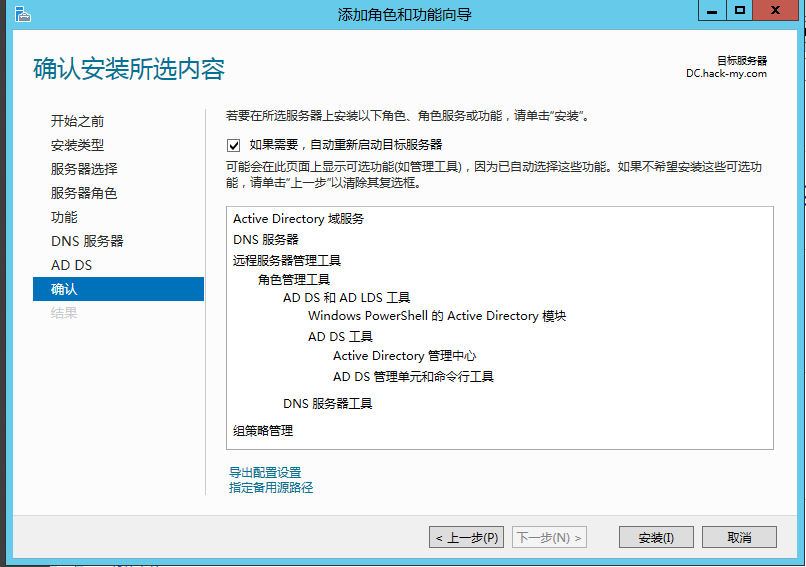 添加角色和功能向导
确认安装所选内容
目标服务器
DC.hack-my.com
开始之前
安装类型
服务器选择
服务器角色
功能
DNS 服务器
AD DS
确认
结果
若要在所选服务器上安装以下角色、角色服务或功能，请单击"安装"。
如果需要，自动重新启动目标服务器
可能会在此页面上显示可选功能(如管理工具)，因为已自动选择这些功能。如果不希望安装这些可选功
能，请单击"上一步"以清除其复选框。
Active Directory 域服务
DNS 服务器
远程服务器管理工具
角色管理工具
AD DS 和 AD LDS 工具
Windows PowerShell 的 Active Directory 模块
AD DS 工具
Active Directory 管理中心
AD DS 管理单元和命令行工具
DNS 服务器工具
组策略管理
导出配置设置
指定备用源路径
< 上一步(P)
下一步(N) >
安装(I)
取消